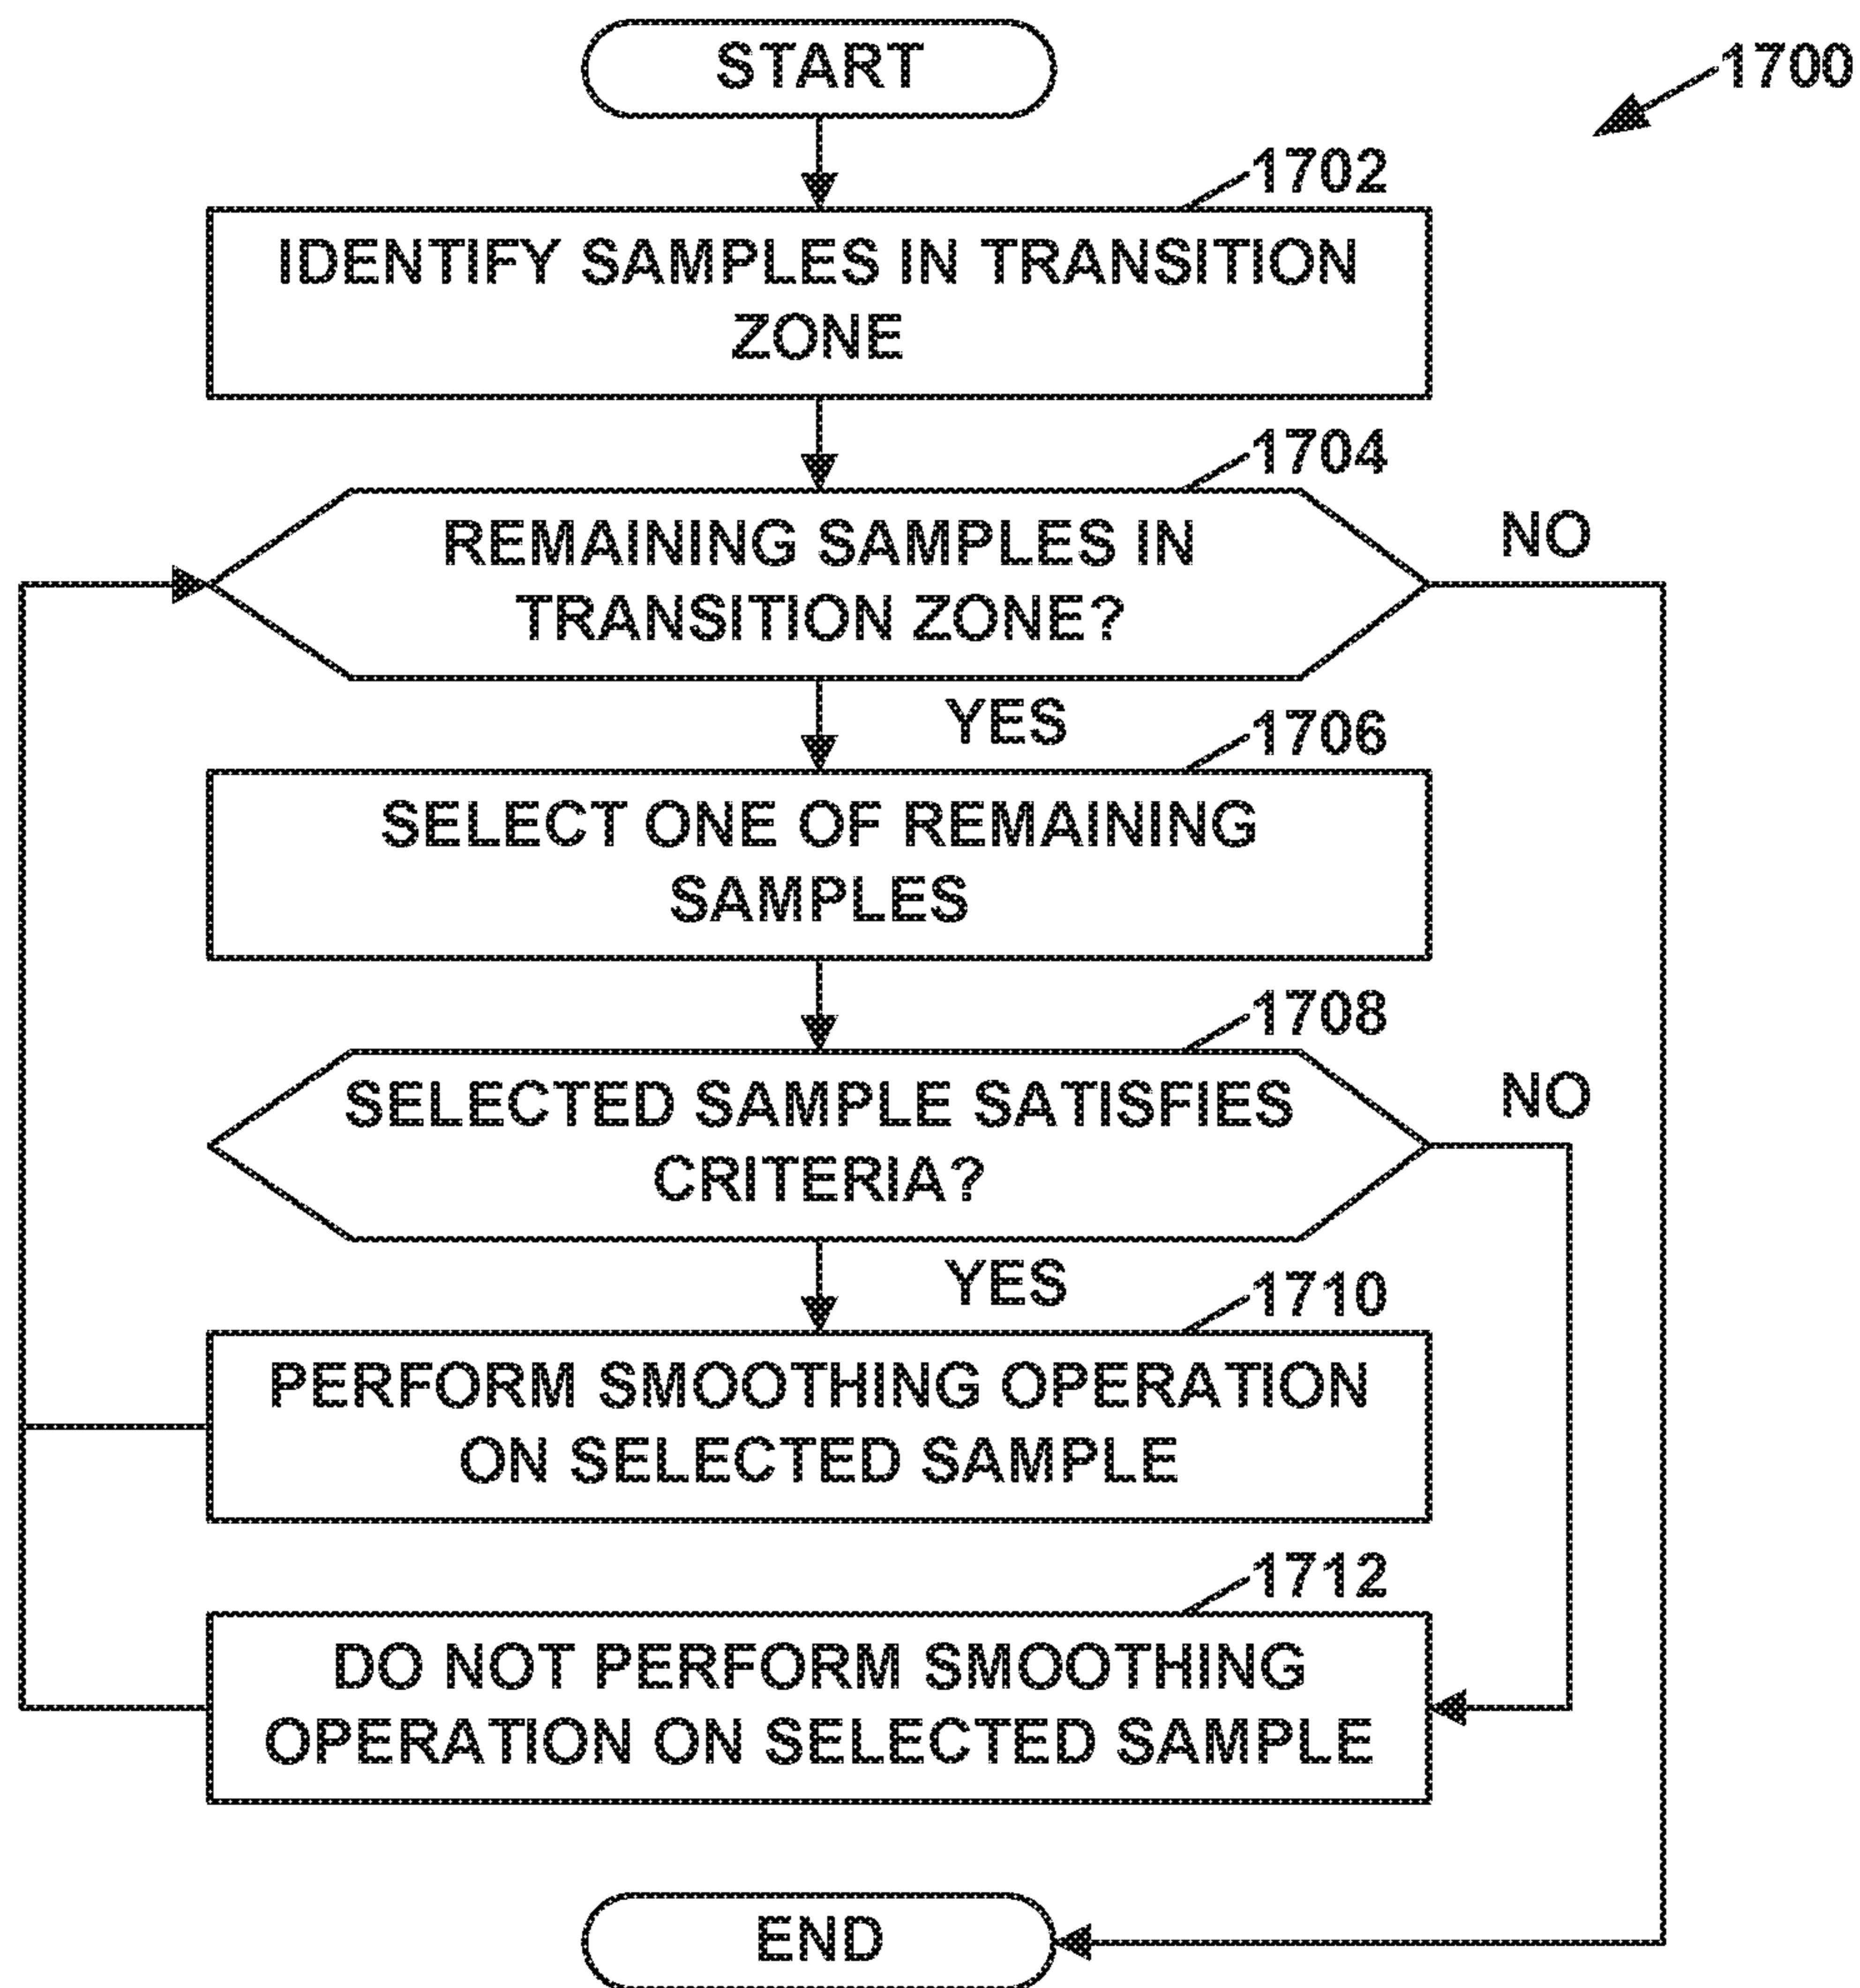 START
1700
1702
IDENTIFY SAMPLES IN TRANSITION
ZONE
1704
REMAINING SAMPLES IN
TRANSITION ZONE?
NO
YES
1706
SELECT ONE OF REMAINING
SAMPLES
1708
SELECTED SAMPLE SATISFIES
CRITERIA?
NO
YES
1710
PERFORM SMOOTHING OPERATION
ON SELECTED SAMPLE
1712
DO NOT PERFORM SMOOTHING
OPERATION ON SELECTED SAMPLE
END